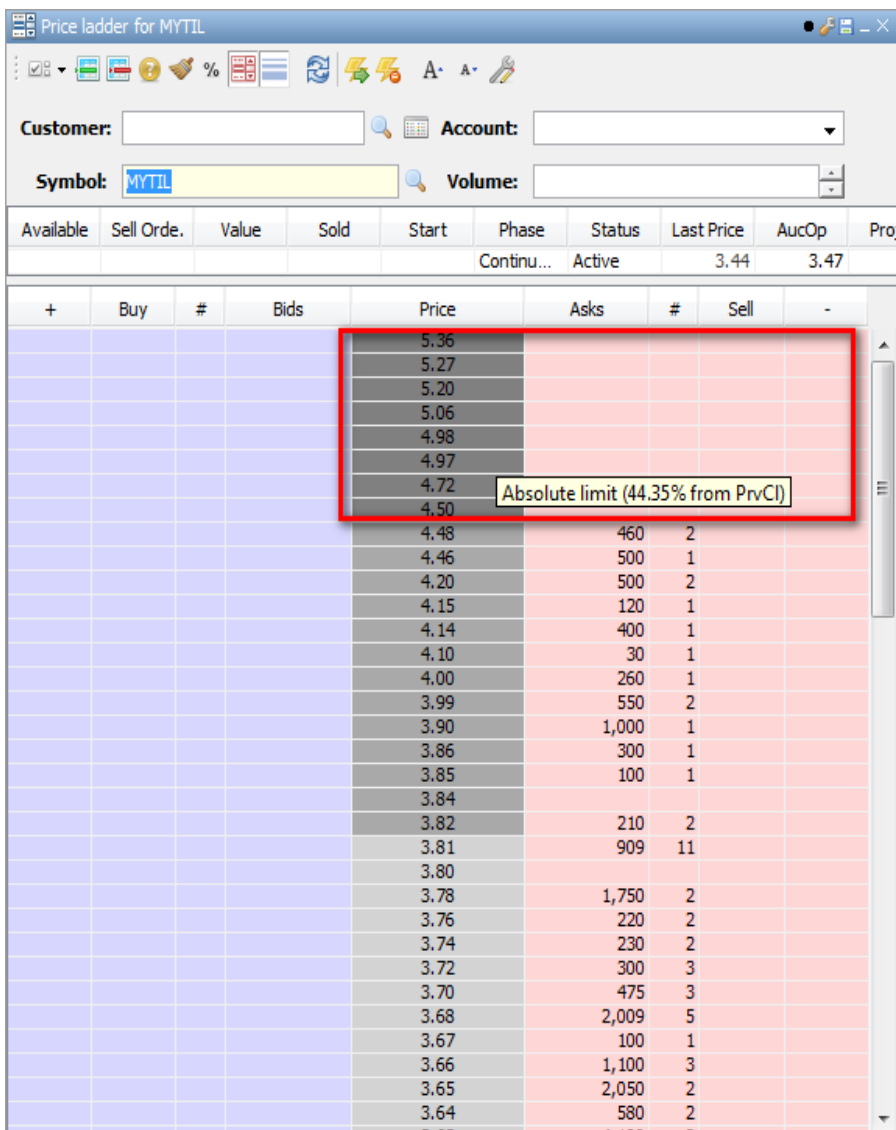 Price ladder for MYTIL
% A A
Customer: Account:
Symbol: MYTIL Volume:
Available Sell Orde. Value Sold Start Phase Status Last Price AucOp Pro
Continu... Active 3.44 3.47
+ Buy # Bids Price Asks # Sell -
5.36
5.27
5.20
5.06
4.98
4.97
4.72 Absolute limit (44.35% from PrvCl)
4.50
4.48 460 2
4.46 500 1
4.20 500 2
4.15 120 1
4.14 400 1
4.10 30 1
4.00 260 1
3.99 550 2
3.90 1,000 1
3.86 300 1
3.85 100 1
3.84
3.82 210 2
3.81 909 11
3.80
3.78 1,750 2
3.76 220 2
3.74 230 2
3.72 300 3
3.70 475 3
3.68 2,009 5
3.67 100 1
3.66 1,100 3
3.65 2,050 2
3.64 580 2